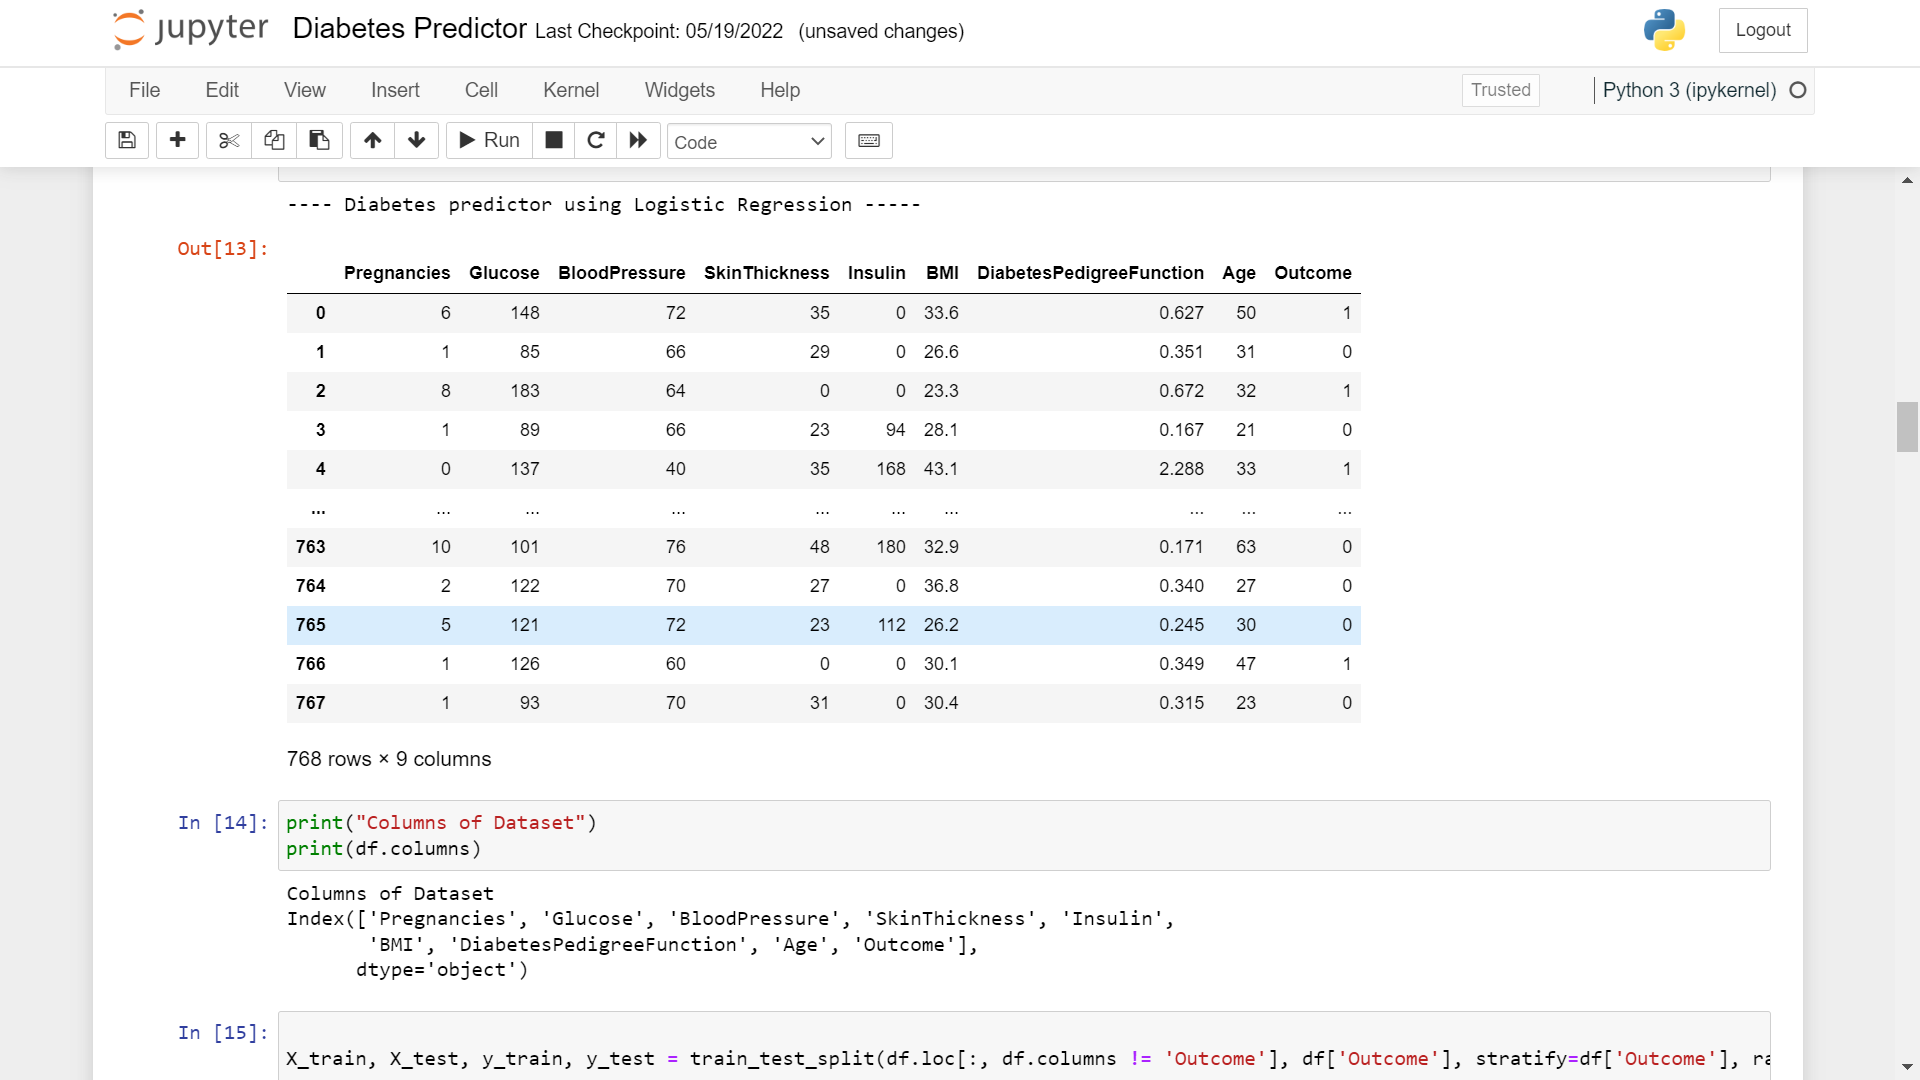 jupyter Diabetes Predictor Last Checkpoint: 05/19/2022 (unsaved changes) Logout
File Edit View Insert Cell Kernel Widgets Help Trusted Python 3 (ipykernel)
Run Code
---- Diabetes predictor using Logistic Regression -----
Out[13]:
Pregnancies Glucose BloodPressure SkinThickness Insulin BMI DiabetesPedigreeFunction Age Outcome
0 6 148 72 35 0 33.6 0.627 50 1
1 1 85 66 29 0 26.6 0.351 31 0
2 8 183 64 0 0 23.3 0.672 32 1
3 1 89 66 23 94 28.1 0.167 21 0
4 0 137 40 35 168 43.1 2.288 33 1
... ... ... ... ... ... ... ... ... ...
763 10 101 76 48 180 32.9 0.171 63 0
764 2 122 70 27 0 36.8 0.340 27 0
765 5 121 72 23 112 26.2 0.245 30 0
766 1 126 60 0 0 30.1 0.349 47 1
767 1 93 70 31 0 30.4 0.315 23 0
768 rows × 9 columns
In [14]: print("Columns of Dataset")
print(df.columns)
Columns of Dataset
Index(['Pregnancies', 'Glucose', 'BloodPressure', 'SkinThickness', 'Insulin',
'BMI', 'DiabetesPedigreeFunction', 'Age', 'Outcome'],
dtype='object')
In [15]:
X_train, X_test, y_train, y_test = train_test_split(df.loc[:, df.columns != 'Outcome'], df['Outcome'], stratify=df['Outcome'], ra